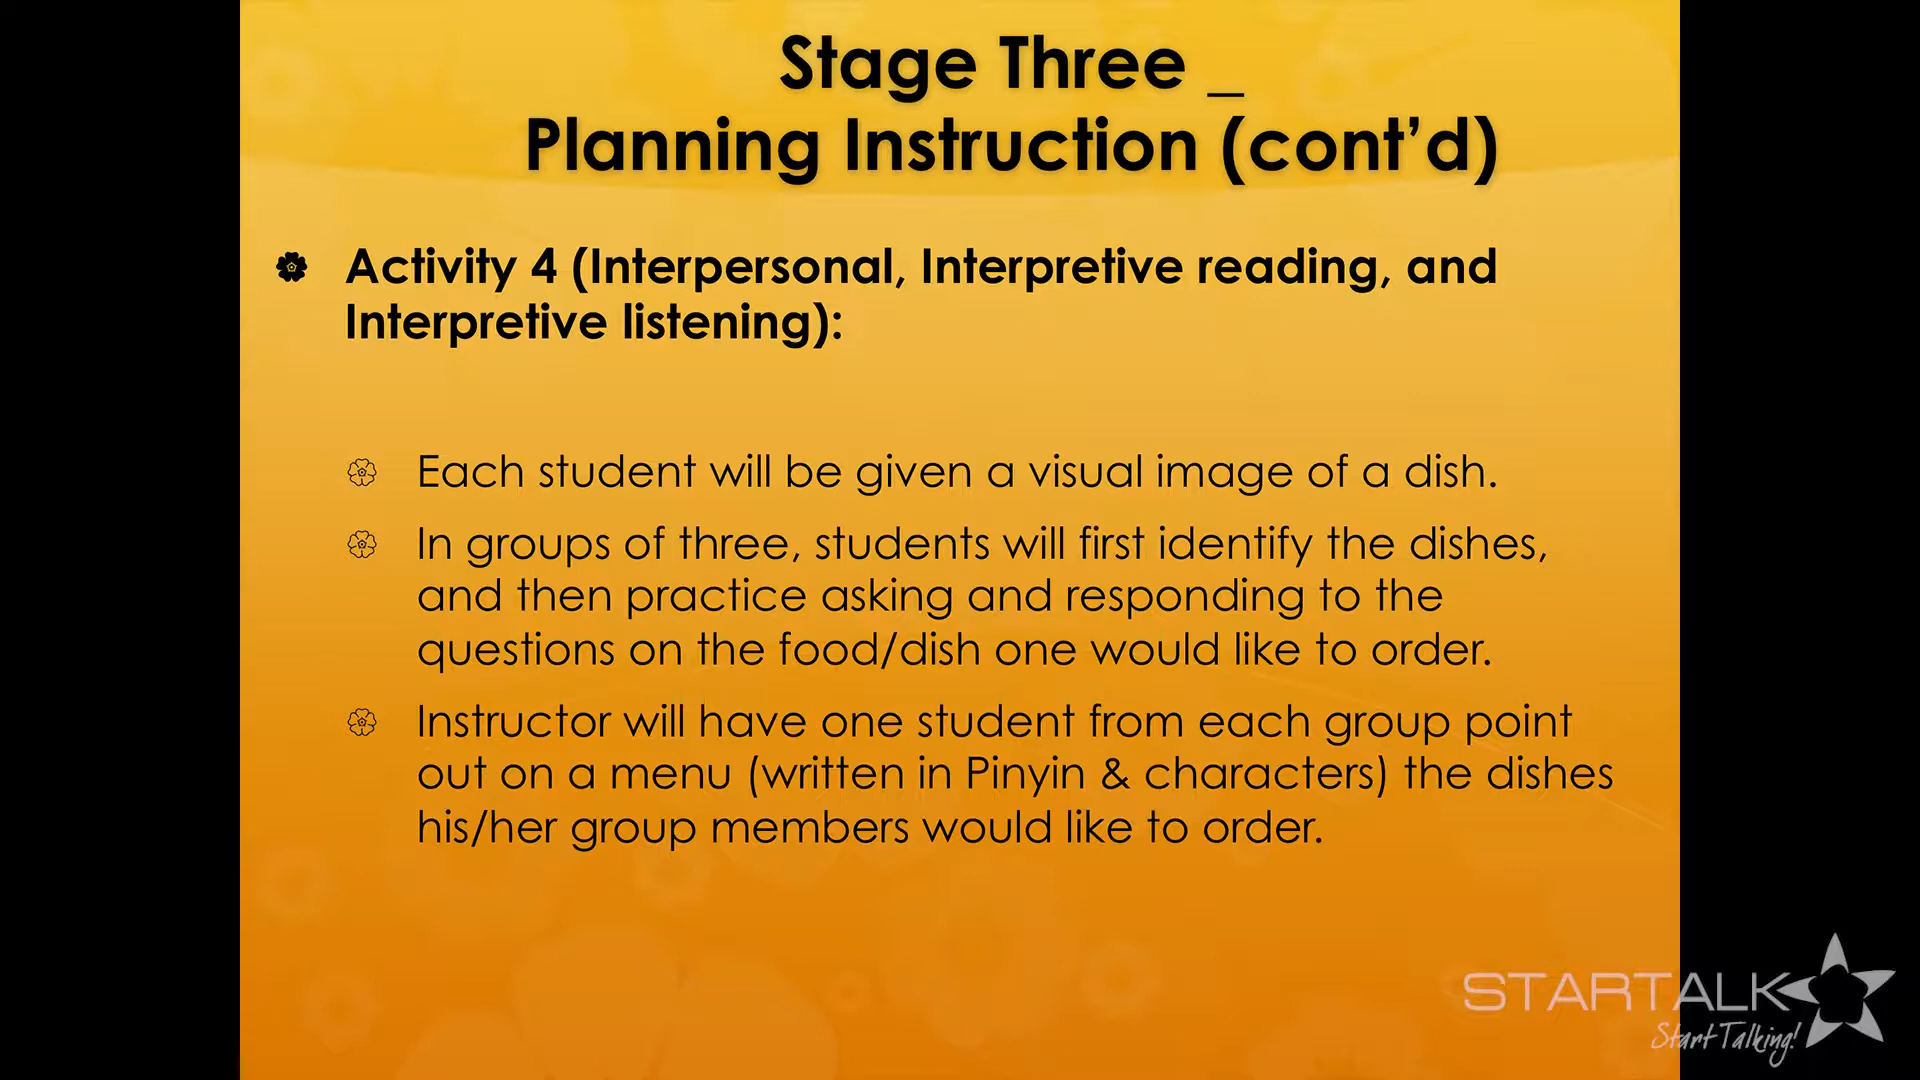 Stage Three _
Planning Instruction (cont’d)
Activity 4 (Interpersonal, Interpretive reading, and
Interpretive listening):
Each student will be given a visual image of a dish.
In groups of three, students will first identify the dishes,
and then practice asking and responding to the
questions on the food/dish one would like to order.
Instructor will have one student from each group point
out on a menu (written in Pinyin & characters) the dishes
his/her group members would like to order.
STARTALK
Start Talking!